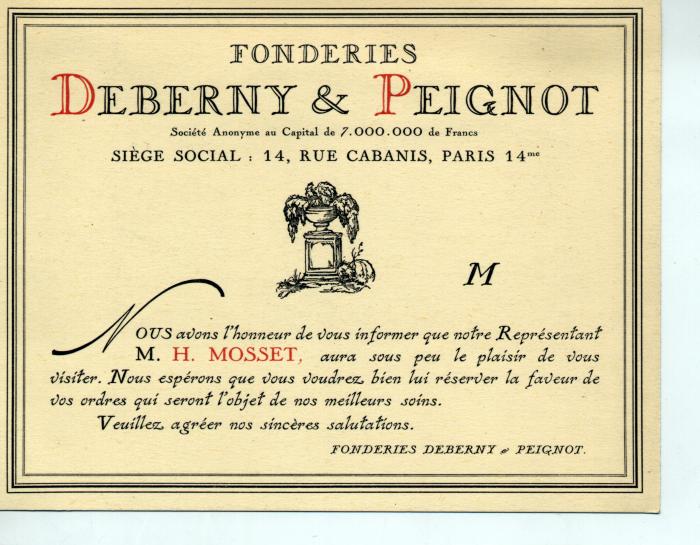 FONDERIES
DEBERNY & PEIGNOT
Société Anonyme au Capital de 7.000.000 de Francs
SIÈGE SOCIAL : 14, RUE CABANIS, PARIS 14me
M
NOUS avons l'honneur de vous informer que notre Représentant
M. H. MOSSET, aura sous peu le plaisir de vous
visiter. Nous espérons que vous voudrez bien lui réserver la faveur de
vos ordres qui seront l'objet de nos meilleurs soins.
Veuillez agréer nos sincères salutations.
FONDERIES DEBERNY & PEIGNOT.